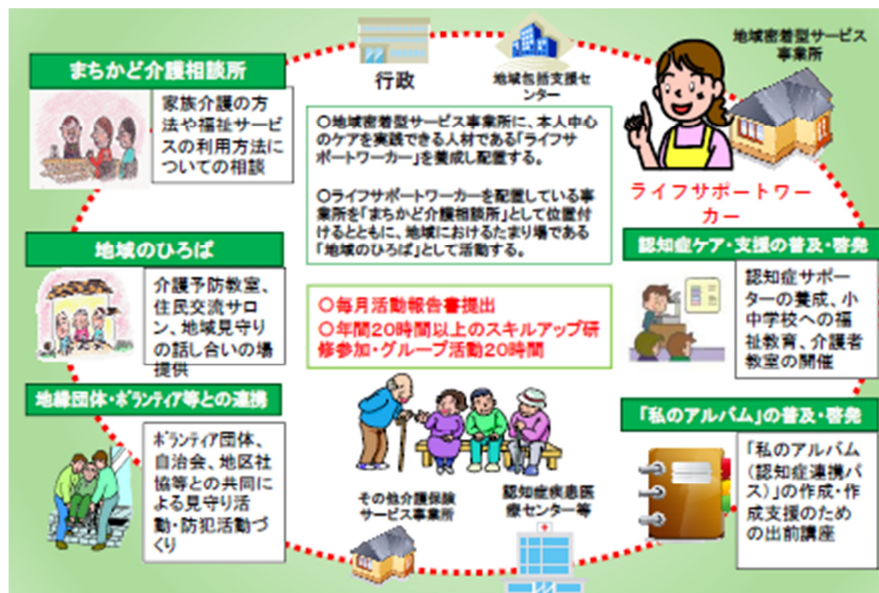 行政
地域包括支援セ
ンター
地域密着型サービス
事業所
まちかど介護相談所
家族介護の方
法や福祉サービ
スの利用方法に
ついての相談
○地域密着型サービス事業所に、本人中心
のケアを実践できる人材である「ライフサ
ポートワーカー」を養成し配置する。
○ライフサポートワーカーを配置している事
業所を「まちかど介護相談所」として位置付
けるとともに、地域におけるたまり場である
「地域のひろば」として活動する。
ライフサポートワー
カー
地域のひろば
介護予防教室、
住民交流サロ
ン、地域見守り
の話し合いの場
提供
○毎月活動報告書提出
○年間20時間以上のスキルアップ研
修参加・グループ活動20時間
認知症ケア・支援の普及・啓発
認知症サポー
ターの養成、小
中学校への福
祉教育、介護者
教室の開催
地縁団体・ボランティア等との連携
ボランティア団体、
自治会、地区社
協等との共同に
よる見守り活
動・防犯活動づ
くり
「私のアルバム」の普及・啓発
「私のアルバム
(認知症連携パ
ス)」の作成・作
成支援のため
の出前講座
その他介護保険
サービス事業所
認知症疾患医
療センター等